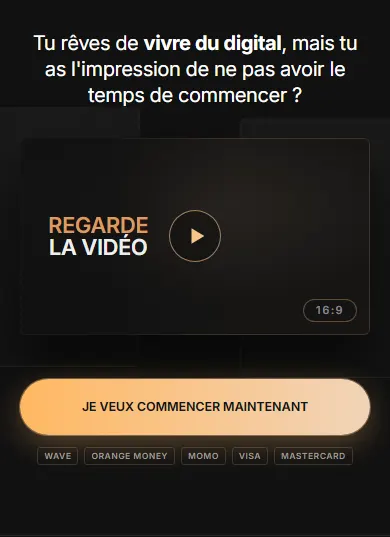 Tu rêves de vivre du digital, mais tu
as l'impression de ne pas avoir le
temps de commencer ?
REGARDE
LA VIDÉO
16:9
JE VEUX COMMENCER MAINTENANT
WAVE ORANGE MONEY MOMO VISA MASTERCARD